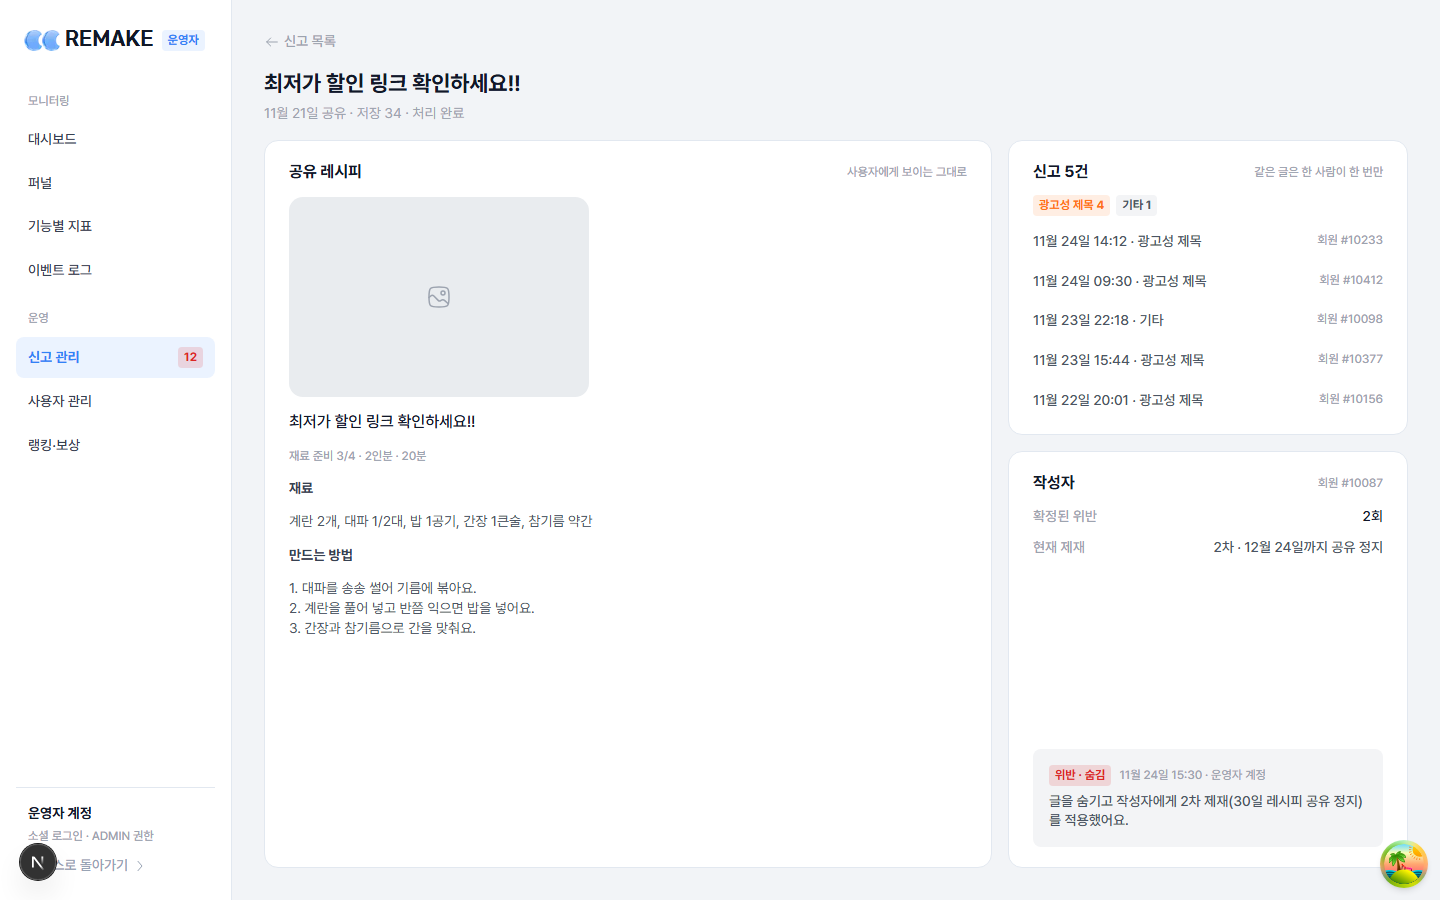 REMAKE 운영자
모니터링
대시보드
퍼널
기능별 지표
이벤트 로그
운영
신고 관리 12
사용자 관리
랭킹·보상
운영자 계정
소셜 로그인 · ADMIN 권한
스로 돌아가기
N
← 신고 목록
최저가 할인 링크 확인하세요!!
11월 21일 공유 · 저장 34 · 처리 완료
공유 레시피
사용자에게 보이는 그대로
최저가 할인 링크 확인하세요!!
재료 준비 3/4 · 2인분 · 20분
재료
계란 2개, 대파 1/2대, 밥 1공기, 간장 1큰술, 참기름 약간
만드는 방법
1. 대파를 송송 썰어 기름에 볶아요.
2. 계란을 풀어 넣고 반쯤 익으면 밥을 넣어요.
3. 간장과 참기름으로 간을 맞춰요.
신고 5건
같은 글은 한 사람이 한 번만
광고성 제목 4 기타 1
11월 24일 14:12 · 광고성 제목 회원 #10233
11월 24일 09:30 · 광고성 제목 회원 #10412
11월 23일 22:18 · 기타 회원 #10098
11월 23일 15:44 · 광고성 제목 회원 #10377
11월 22일 20:01 · 광고성 제목 회원 #10156
작성자 회원 #10087
확정된 위반 2회
현재 제재 2차 · 12월 24일까지 공유 정지
위반 · 숨김 11월 24일 15:30 · 운영자 계정
글을 숨기고 작성자에게 2차 제재(30일 레시피 공유 정지)
를 적용했어요.